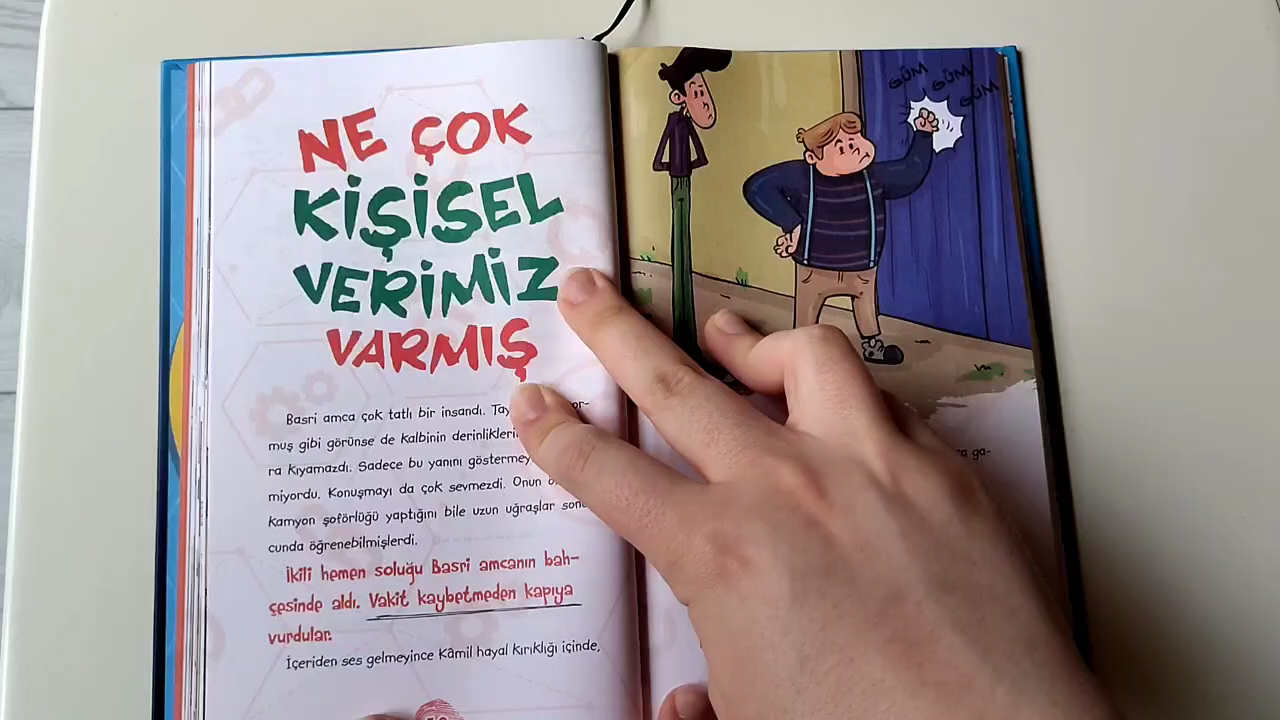 NE ÇOK
KİŞİSEL
VERİMİZ
VARMIŞ
Basri amca çok tatlı bir insandı.
muş gibi görünse de kalbinin
ra kıyamazdı. Sadece bu yanını
miyordu. Konuşmayı da çok sevmezdi. Onun
kamyon şoförlüğü yaptığını bile uzun uğraşlar
cunda öğrenebilmişlerdi.
İkili hemen soluğu Basri amcanın bah-
çesinde aldı. Vakit kaybetmeden kapıya
vurdular.
İçeriden ses gelmeyince Kâmil hayal kırıklığı içinde,
GÜM
GÜM
GÜM